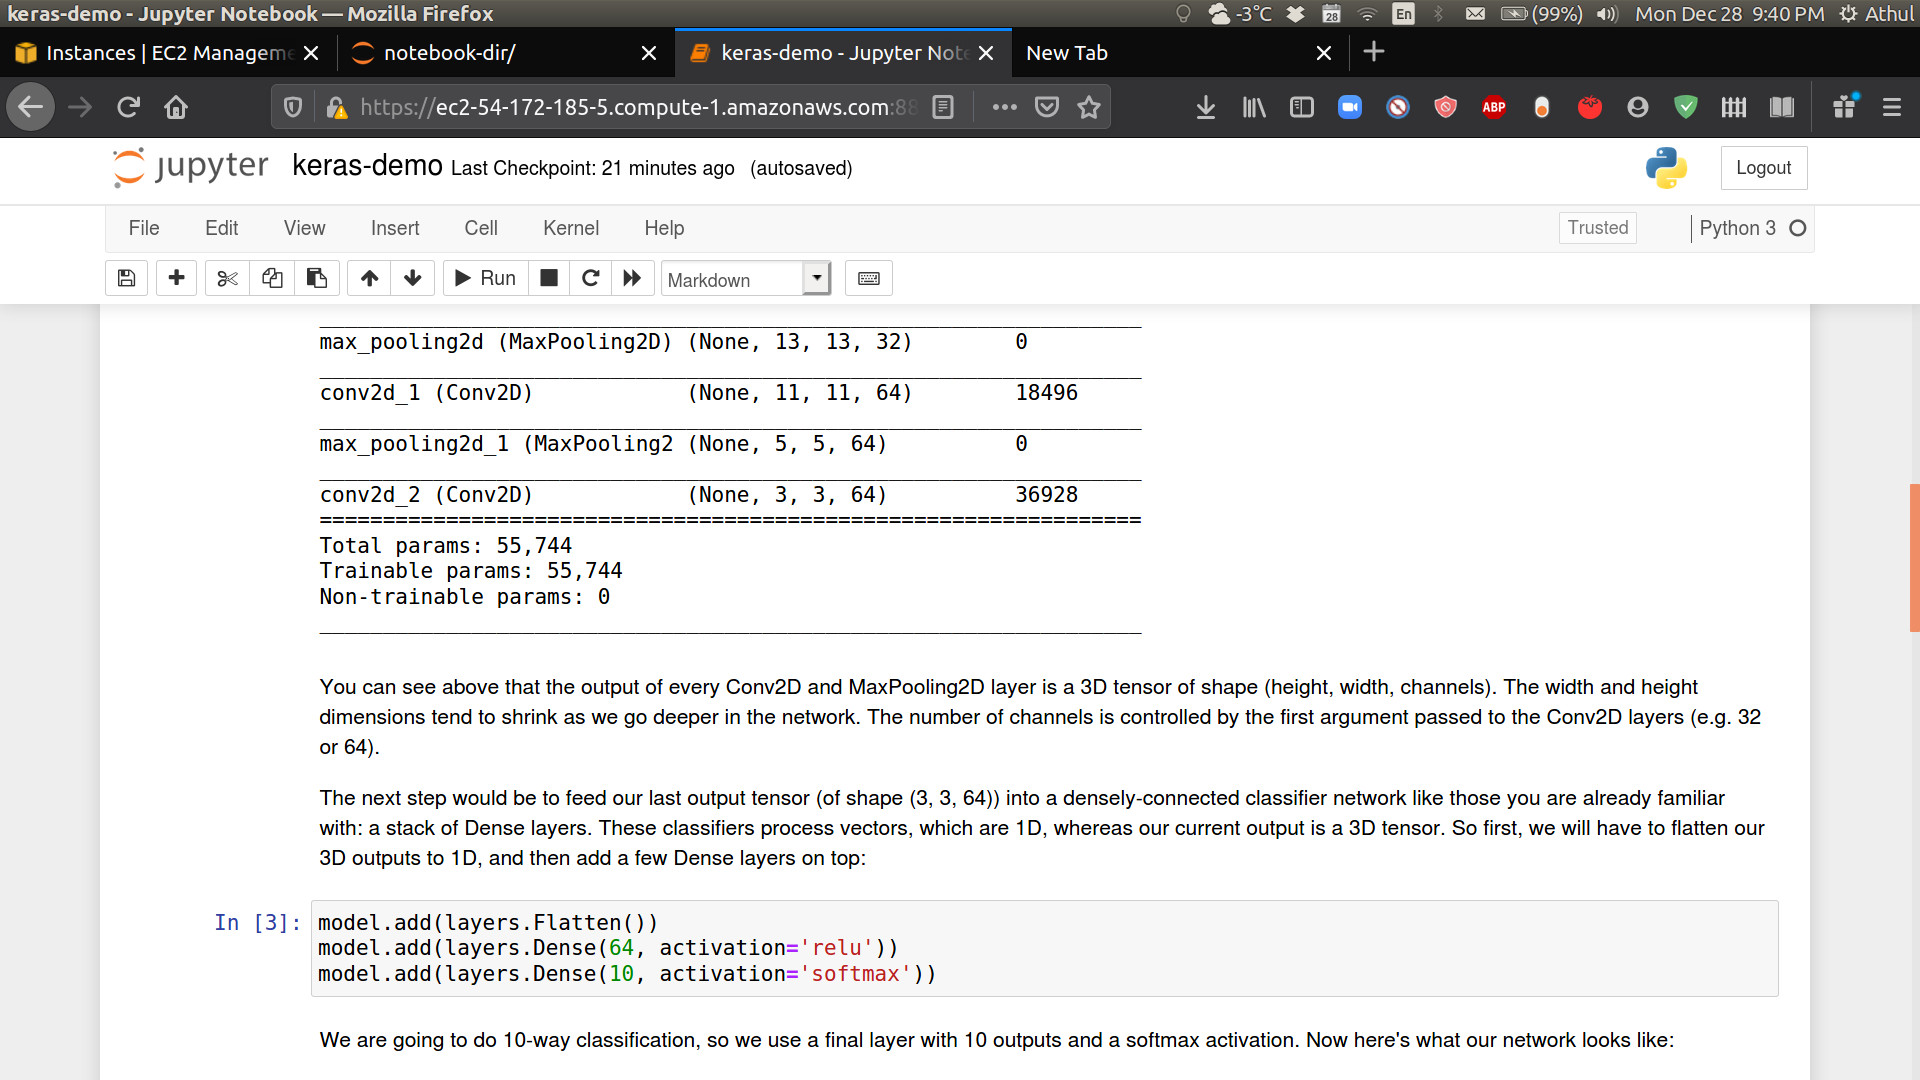 keras-demo - Jupyter Notebook — Mozilla Firefox
-3°C 28 En (99%) Mon Dec 28 9:40 PM Athul
Instances | EC2 Manageme notebook-dir/ keras-demo - Jupyter Note New Tab
https://ec2-54-172-185-5.compute-1.amazonaws.com:88 ABP
jupyter keras-demo Last Checkpoint: 21 minutes ago (autosaved) Logout
File Edit View Insert Cell Kernel Help Trusted Python 3
Run Markdown
max_pooling2d (MaxPooling2D) (None, 13, 13, 32) 0
conv2d_1 (Conv2D) (None, 11, 11, 64) 18496
max_pooling2d_1 (MaxPooling2 (None, 5, 5, 64) 0
conv2d_2 (Conv2D) (None, 3, 3, 64) 36928
=================================================================
Total params: 55,744
Trainable params: 55,744
Non-trainable params: 0
You can see above that the output of every Conv2D and MaxPooling2D layer is a 3D tensor of shape (height, width, channels). The width and height
dimensions tend to shrink as we go deeper in the network. The number of channels is controlled by the first argument passed to the Conv2D layers (e.g. 32
or 64).
The next step would be to feed our last output tensor (of shape (3, 3, 64)) into a densely-connected classifier network like those you are already familiar
with: a stack of Dense layers. These classifiers process vectors, which are 1D, whereas our current output is a 3D tensor. So first, we will have to flatten our
3D outputs to 1D, and then add a few Dense layers on top:
In [3]: model.add(layers.Flatten())
model.add(layers.Dense(64, activation='relu'))
model.add(layers.Dense(10, activation='softmax'))
We are going to do 10-way classification, so we use a final layer with 10 outputs and a softmax activation. Now here's what our network looks like: